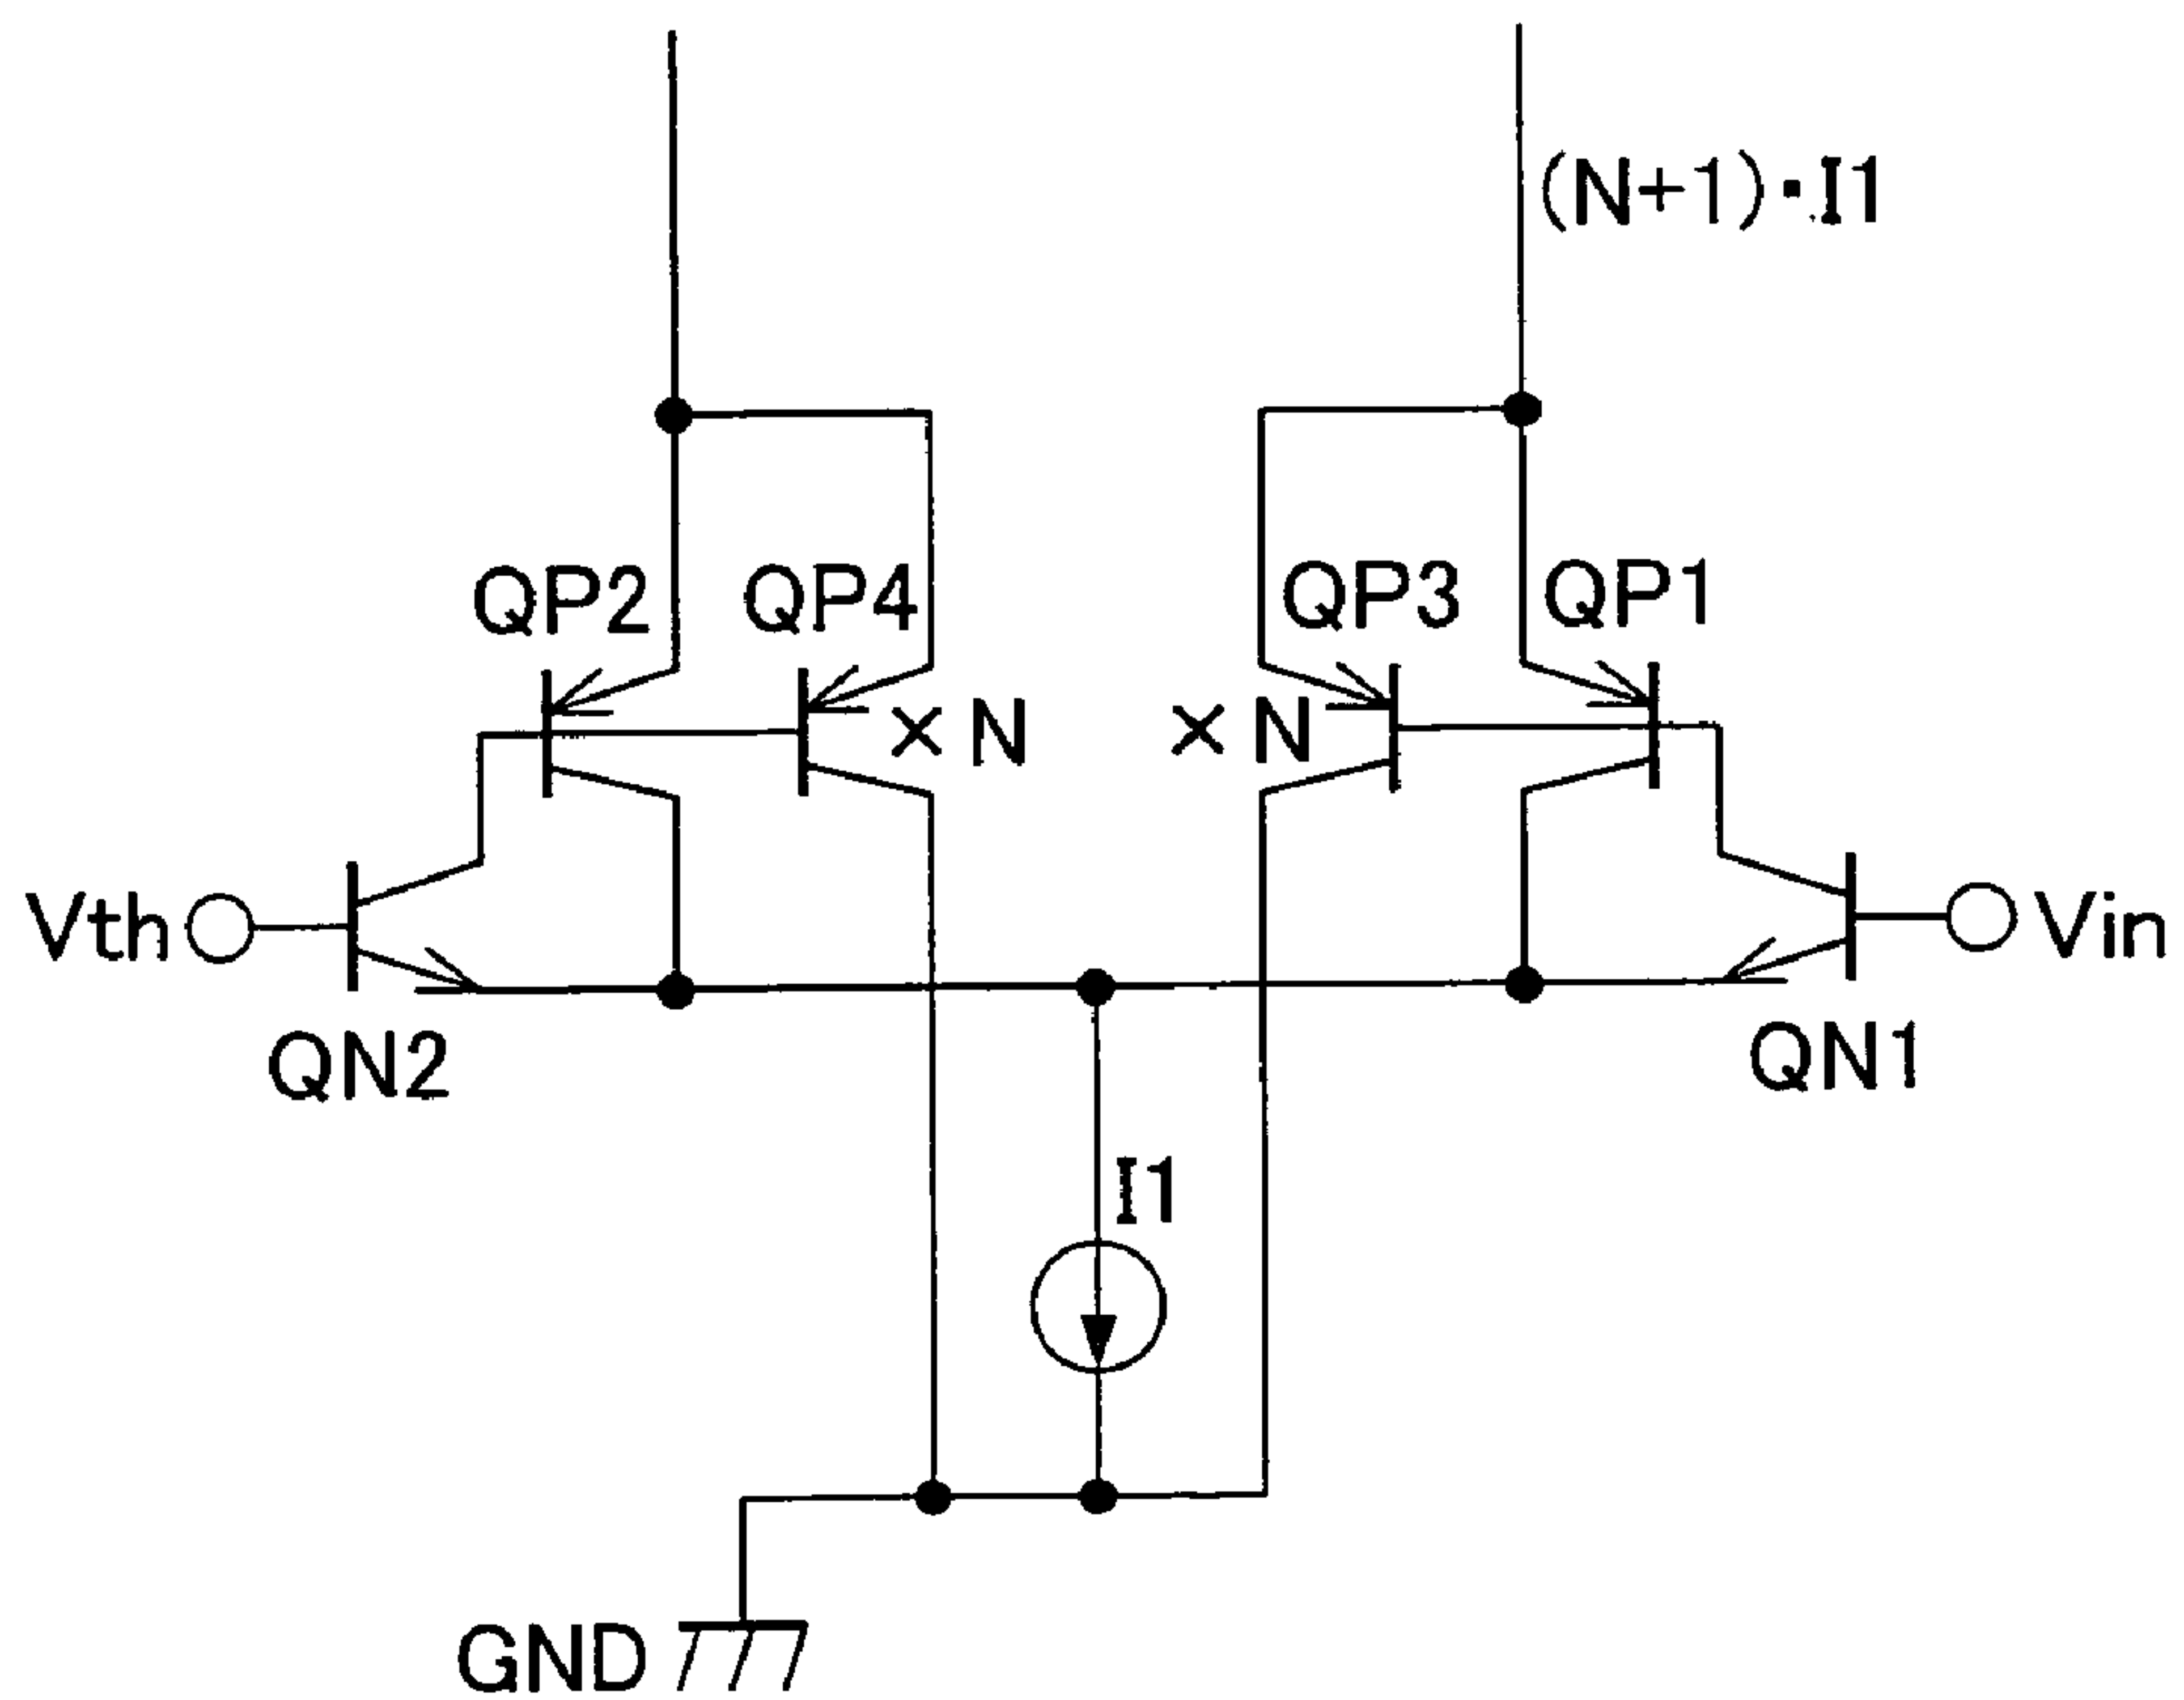 (N+1)·I1
QP2
QP4
QP3
QP1
×N
×N
Vth
Vin
QN2
QN1
I1
GND